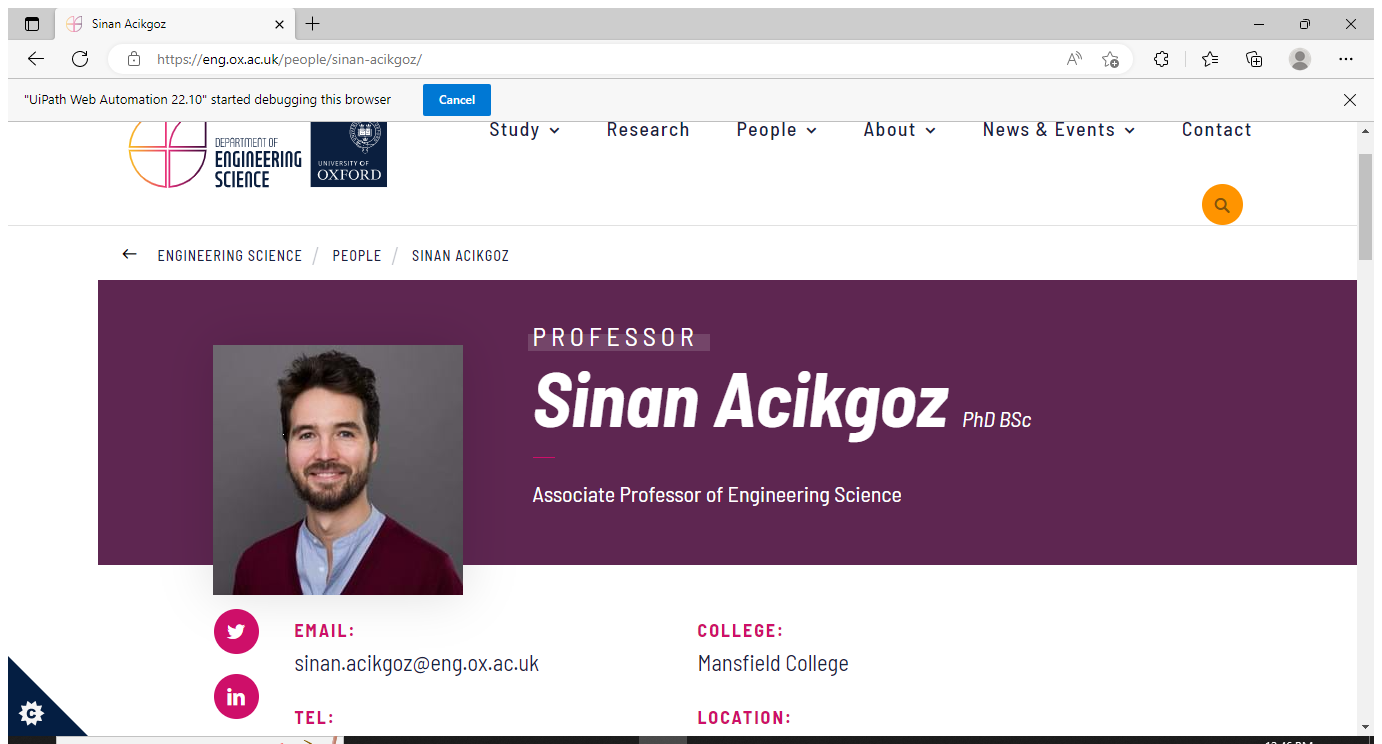 Sinan Acikgoz
https://eng.ox.ac.uk/people/sinan-acikgoz/
"UiPath Web Automation 22.10" started debugging this browser
Cancel
DEPARTMENT OF
ENGINEERING
SCIENCE
UNIVERSITY OF
OXFORD
Study
Research
People
About
News & Events
Contact
ENGINEERING SCIENCE / PEOPLE / SINAN ACIKGOZ
PROFESSOR
Sinan Acikgoz PhD BSc
Associate Professor of Engineering Science
EMAIL:
sinan.acikgoz@eng.ox.ac.uk
COLLEGE:
Mansfield College
TEL:
LOCATION: